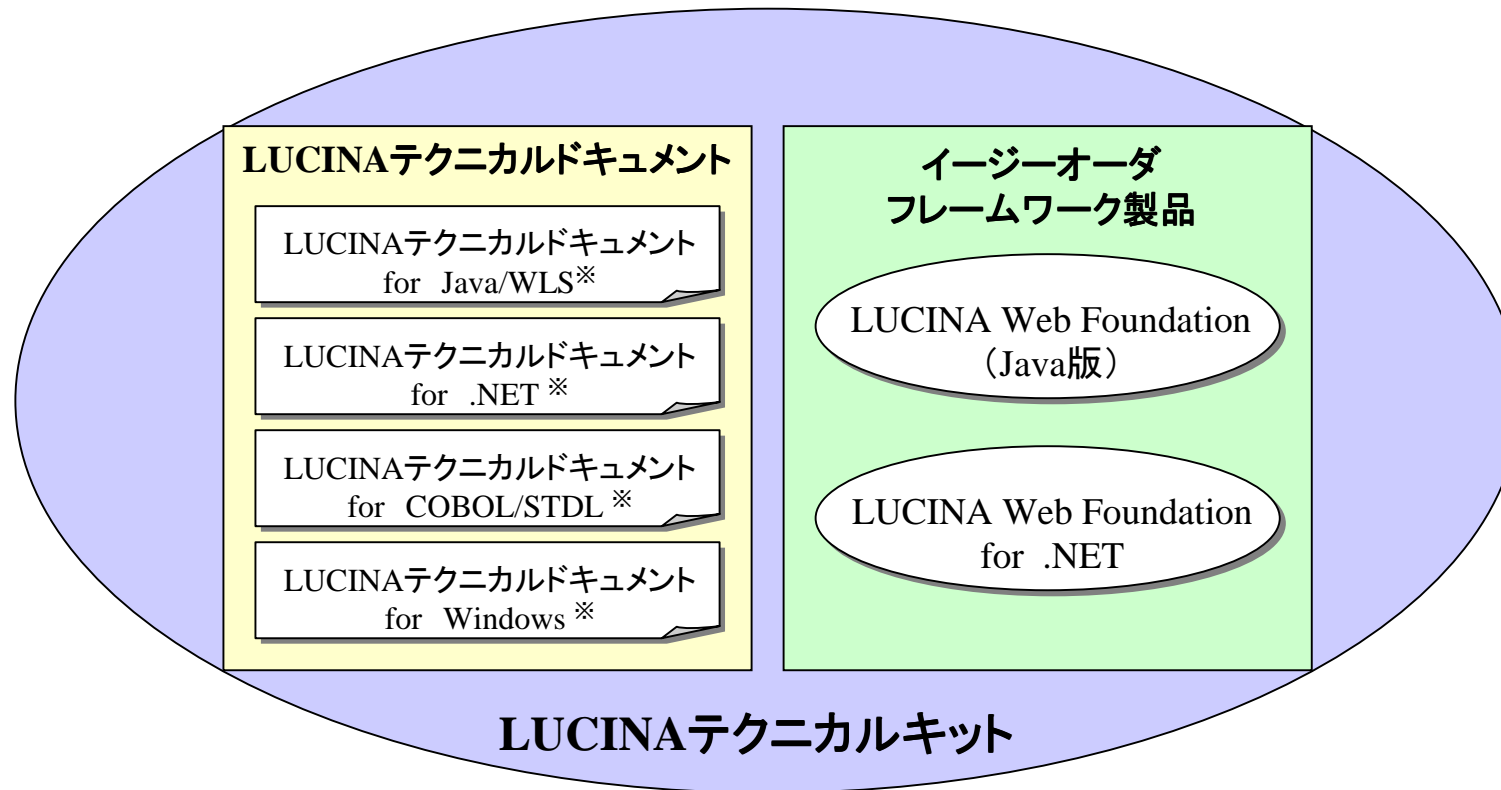 LUCINAテクニカルドキュメント
LUCINAテクニカルドキュメント
for Java/WLS※
LUCINAテクニカルドキュメント
for .NET ※
LUCINAテクニカルドキュメント
for COBOL/STDL ※
LUCINAテクニカルドキュメント
for Windows ※
イージーオーダ
フレームワーク製品
LUCINA Web Foundation
（Java版）
LUCINA Web Foundation
for .NET
LUCINAテクニカルキット